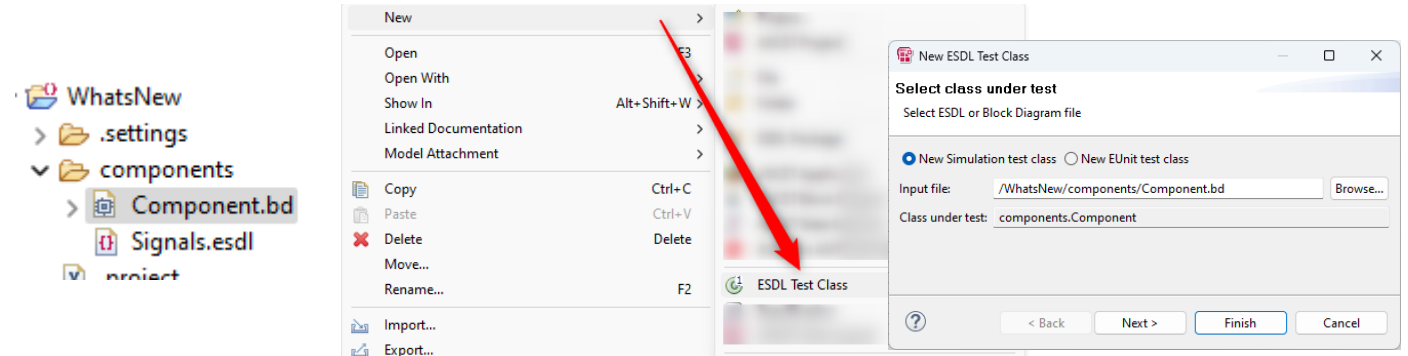 WhatsNew
.settings
components
Component.bd
Signals.esdl
.project
New
Open F3
Open With
Show In Alt+Shift+W
Linked Documentation
Model Attachment
Copy Ctrl+C
Paste Ctrl+V
Delete Delete
Move...
Rename... F2
Import...
Export...
ESDL Test Class
New ESDL Test Class
Select class under test
Select ESDL or Block Diagram file
New Simulation test class New EUnit test class
Input file: /WhatsNew/components/Component.bd Browse...
Class under test: components.Component
< Back Next > Finish Cancel